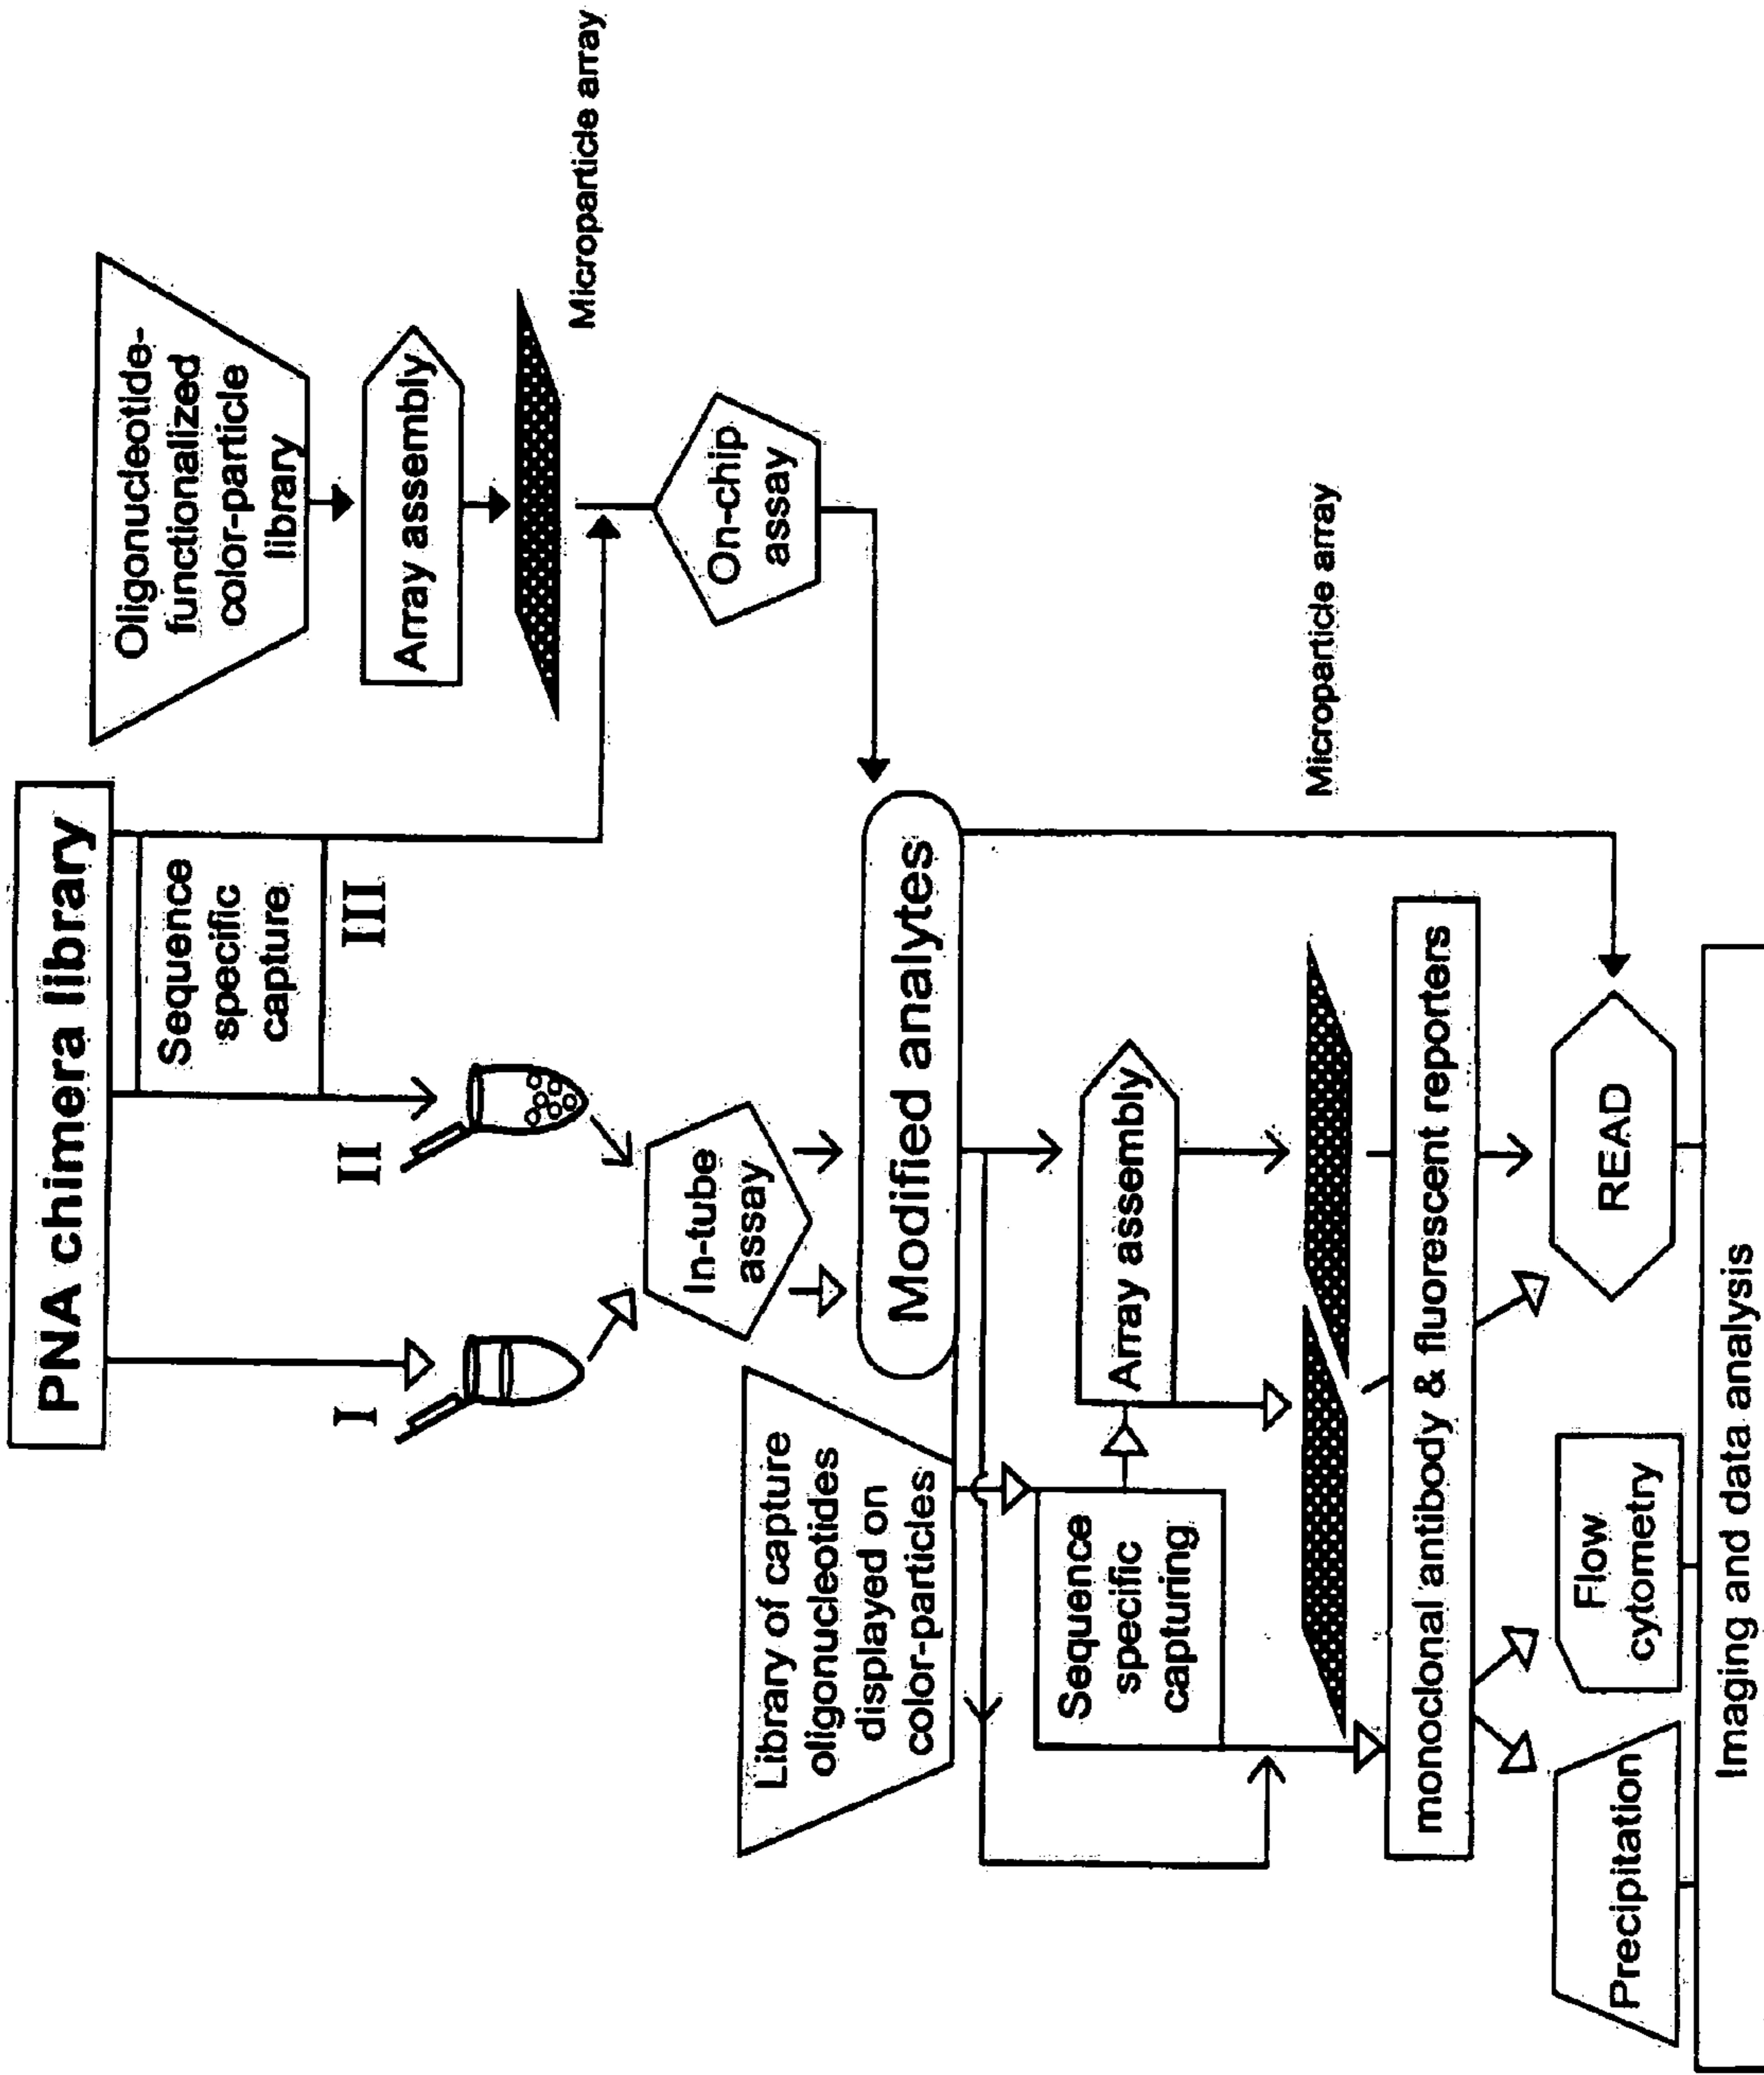 PNA chimera library
Sequence
specific
capture
I
II
III
Oligonucleotide-
functionalized
color-particle
library
Array assembly
Microparticle array
On-chip
assay
In-tube
assay
Modified analytes
Library of capture
oligonucleotides
displayed on
color-particles
Sequence
specific
capturing
Array assembly
Microparticle array
monoclonal antibody & fluorescent reporters
Precipitation
Flow
cytometry
READ
Imaging and data analysis